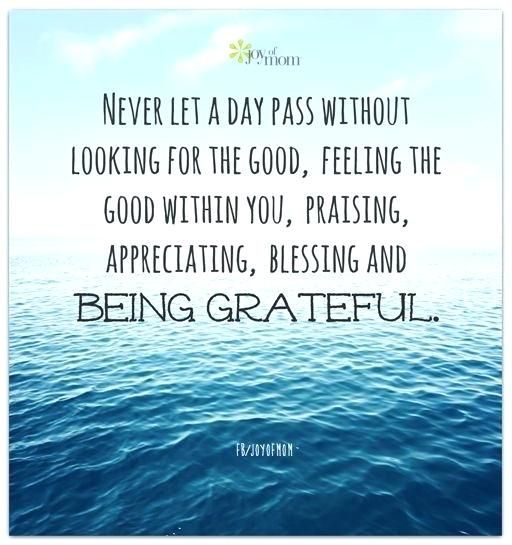 joy of mom
NEVER LET A DAY PASS WITHOUT
LOOKING FOR THE GOOD, FEELING THE
GOOD WITHIN YOU, PRAISING,
APPRECIATING, BLESSING AND
BEING GRATEFUL.
FB/JOYOFMOM~